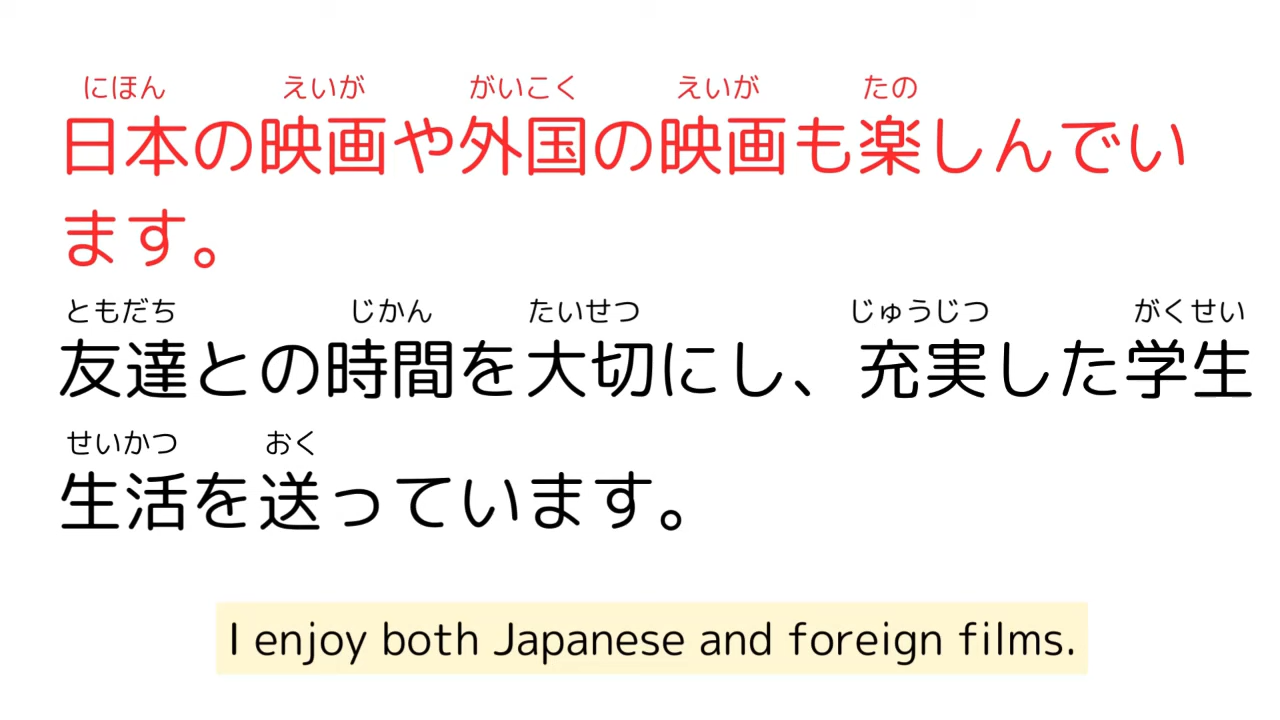 にほん えいが がいこく えいが たの
日本の映画や外国の映画も楽しんでい
ます。
ともだち じかん たいせつ じゅうじつ がくせい
友達との時間を大切にし、充実した学生
せいかつ おく
生活を送っています。
I enjoy both Japanese and foreign films.